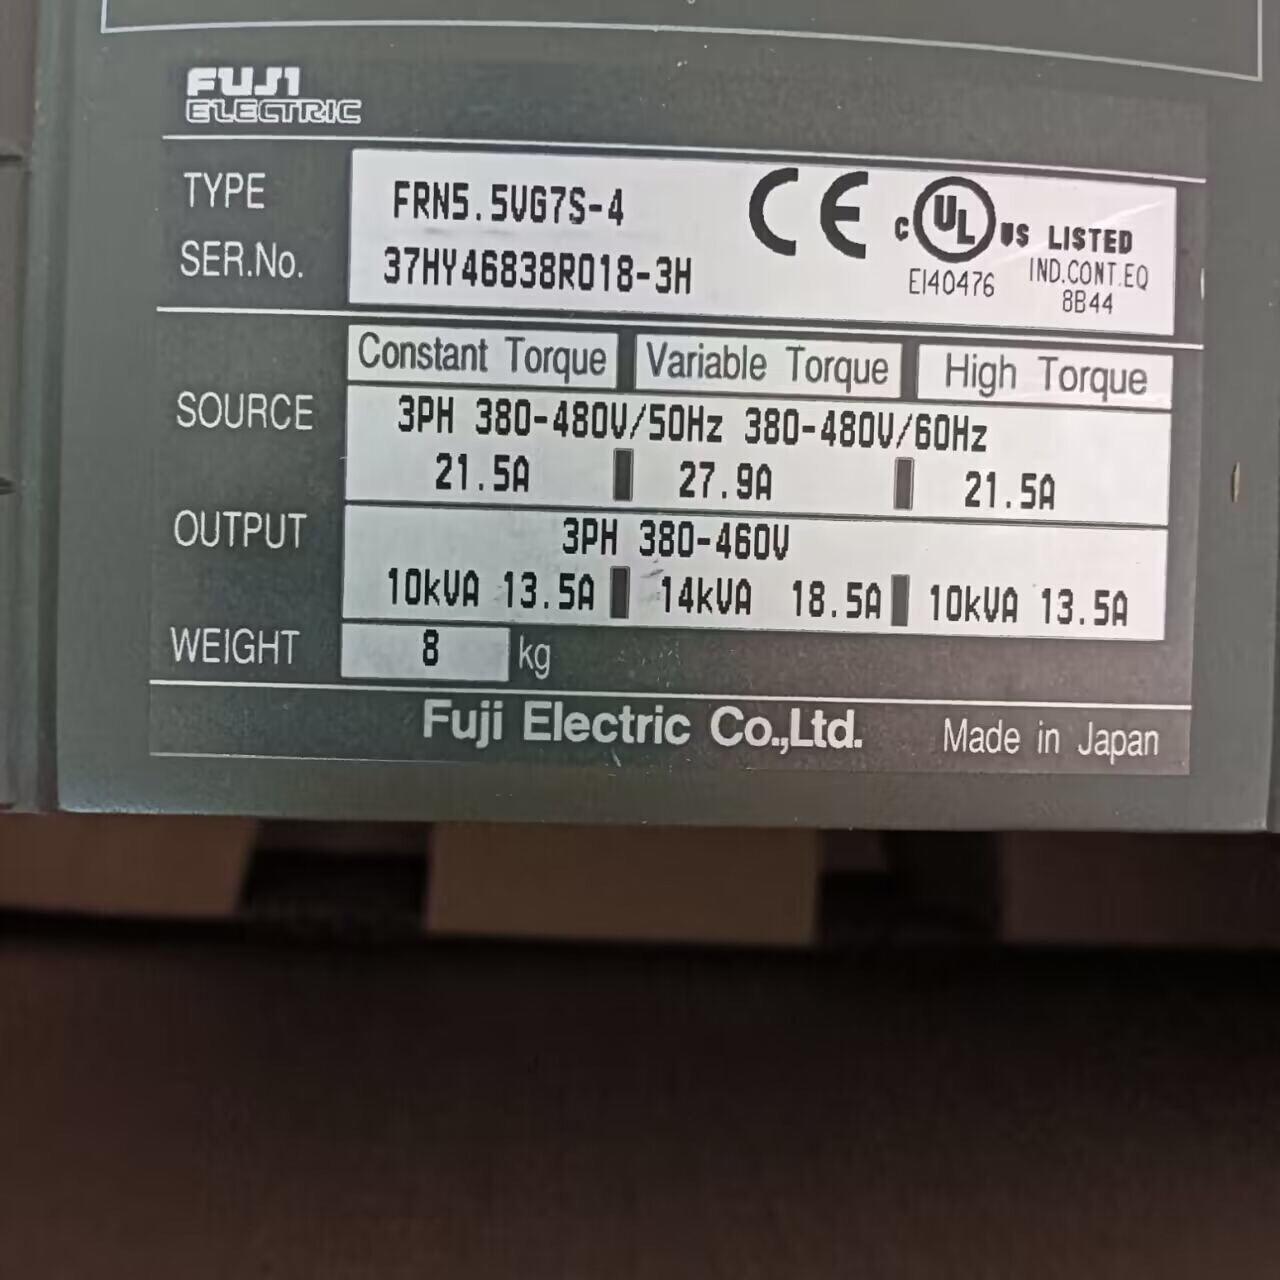 FUJI
ELECTRIC
TYPE FRN5.5VG7S-4
SER.No. 37HY46838R018-3H
CE C UL US LISTED
E140476 IND.CONT.EQ
8B44
Constant Torque Variable Torque High Torque
SOURCE 3PH 380-480V/50Hz 380-480V/60Hz
21.5A 27.9A 21.5A
OUTPUT 3PH 380-460V
10kVA 13.5A 14kVA 18.5A 10kVA 13.5A
WEIGHT 8 kg
Fuji Electric Co.,Ltd. Made in Japan